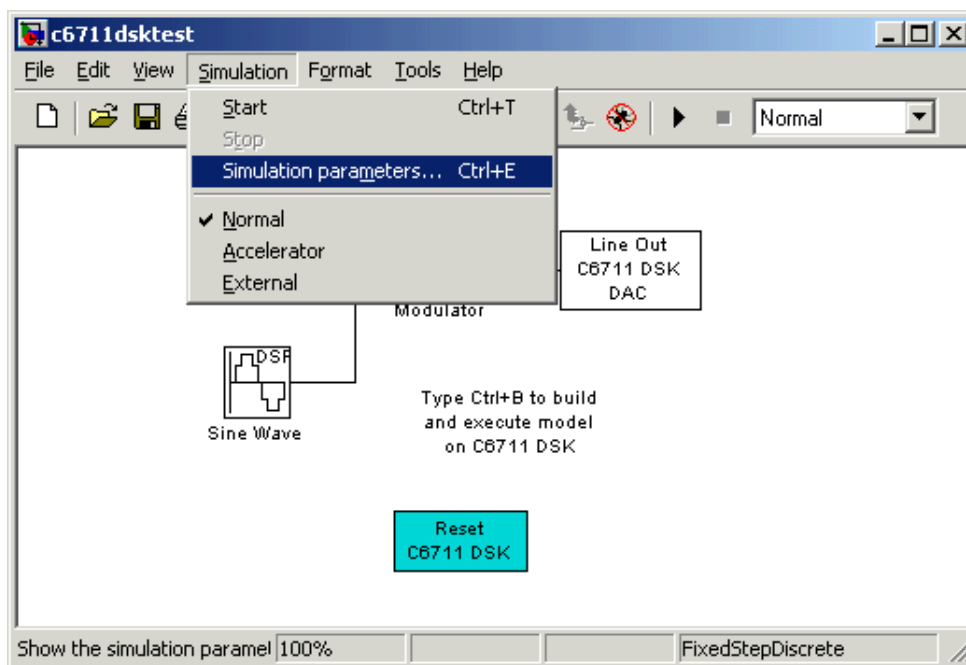 c6711dsktest
File Edit View Simulation Format Tools Help
Normal
Start Ctrl+T
Stop
Simulation parameters... Ctrl+E
Normal
Accelerator
External
Line Out
C6711 DSK
DAC
Modulator
DSP
Sine Wave
Type Ctrl+B to build
and execute model
on C6711 DSK
Reset
C6711 DSK
Show the simulation paramet 100% FixedStepDiscrete